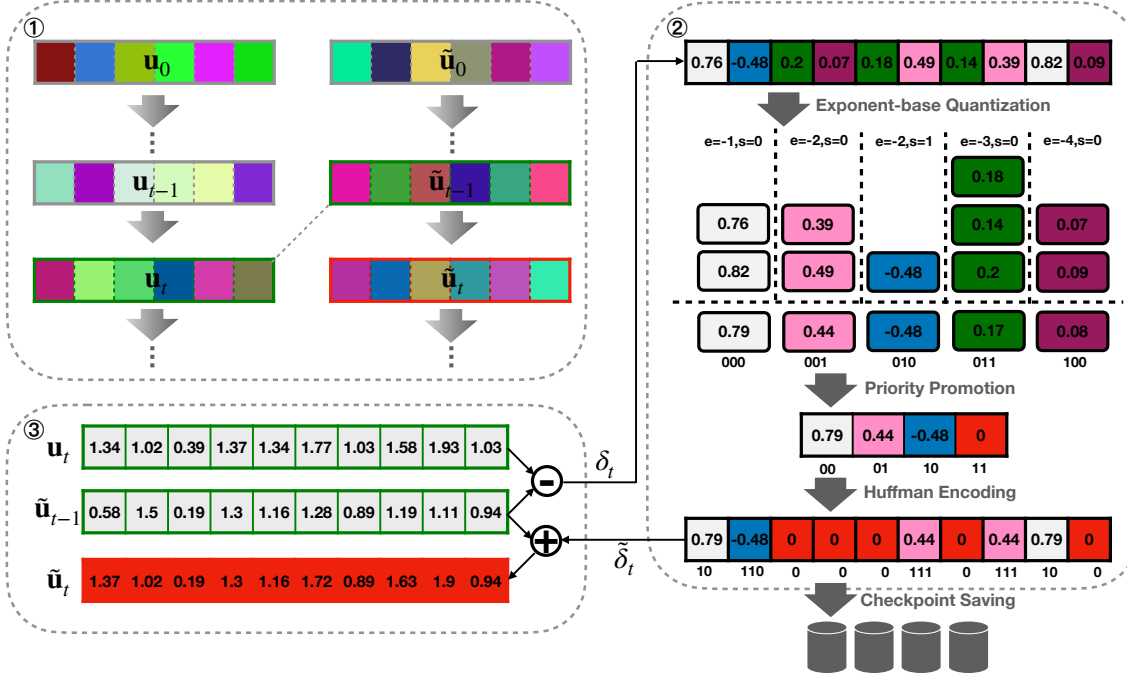 ①
u₀
ũ₀
uₜ₋₁
ũₜ₋₁
uₜ
ũₜ
②
0.76 -0.48 0.2 0.07 0.18 0.49 0.14 0.39 0.82 0.09
Exponent-base Quantization
e=-1,s=0 e=-2,s=0 e=-2,s=1 e=-3,s=0 e=-4,s=0
0.18
0.76 0.39 0.14 0.07
0.82 0.49 -0.48 0.2 0.09
0.79 0.44 -0.48 0.17 0.08
000 001 010 011 100
Priority Promotion
0.79 0.44 -0.48 0
00 01 10 11
Huffman Encoding
0.79 -0.48 0 0 0 0.44 0 0.44 0.79 0
10 110 0 0 0 111 0 111 10 0
Checkpoint Saving
③
uₜ 1.34 1.02 0.39 1.37 1.34 1.77 1.03 1.58 1.93 1.03
- δₜ
ũₜ₋₁ 0.58 1.5 0.19 1.3 1.16 1.28 0.89 1.19 1.11 0.94
+ δ̃ₜ
ũₜ 1.37 1.02 0.19 1.3 1.16 1.72 0.89 1.63 1.9 0.94